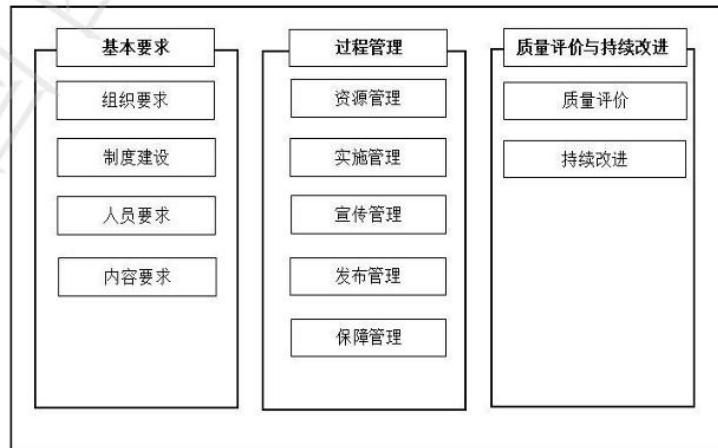 基本要求
组织要求
制度建设
人员要求
内容要求
过程管理
资源管理
实施管理
宣传管理
发布管理
保障管理
质量评价与持续改进
质量评价
持续改进